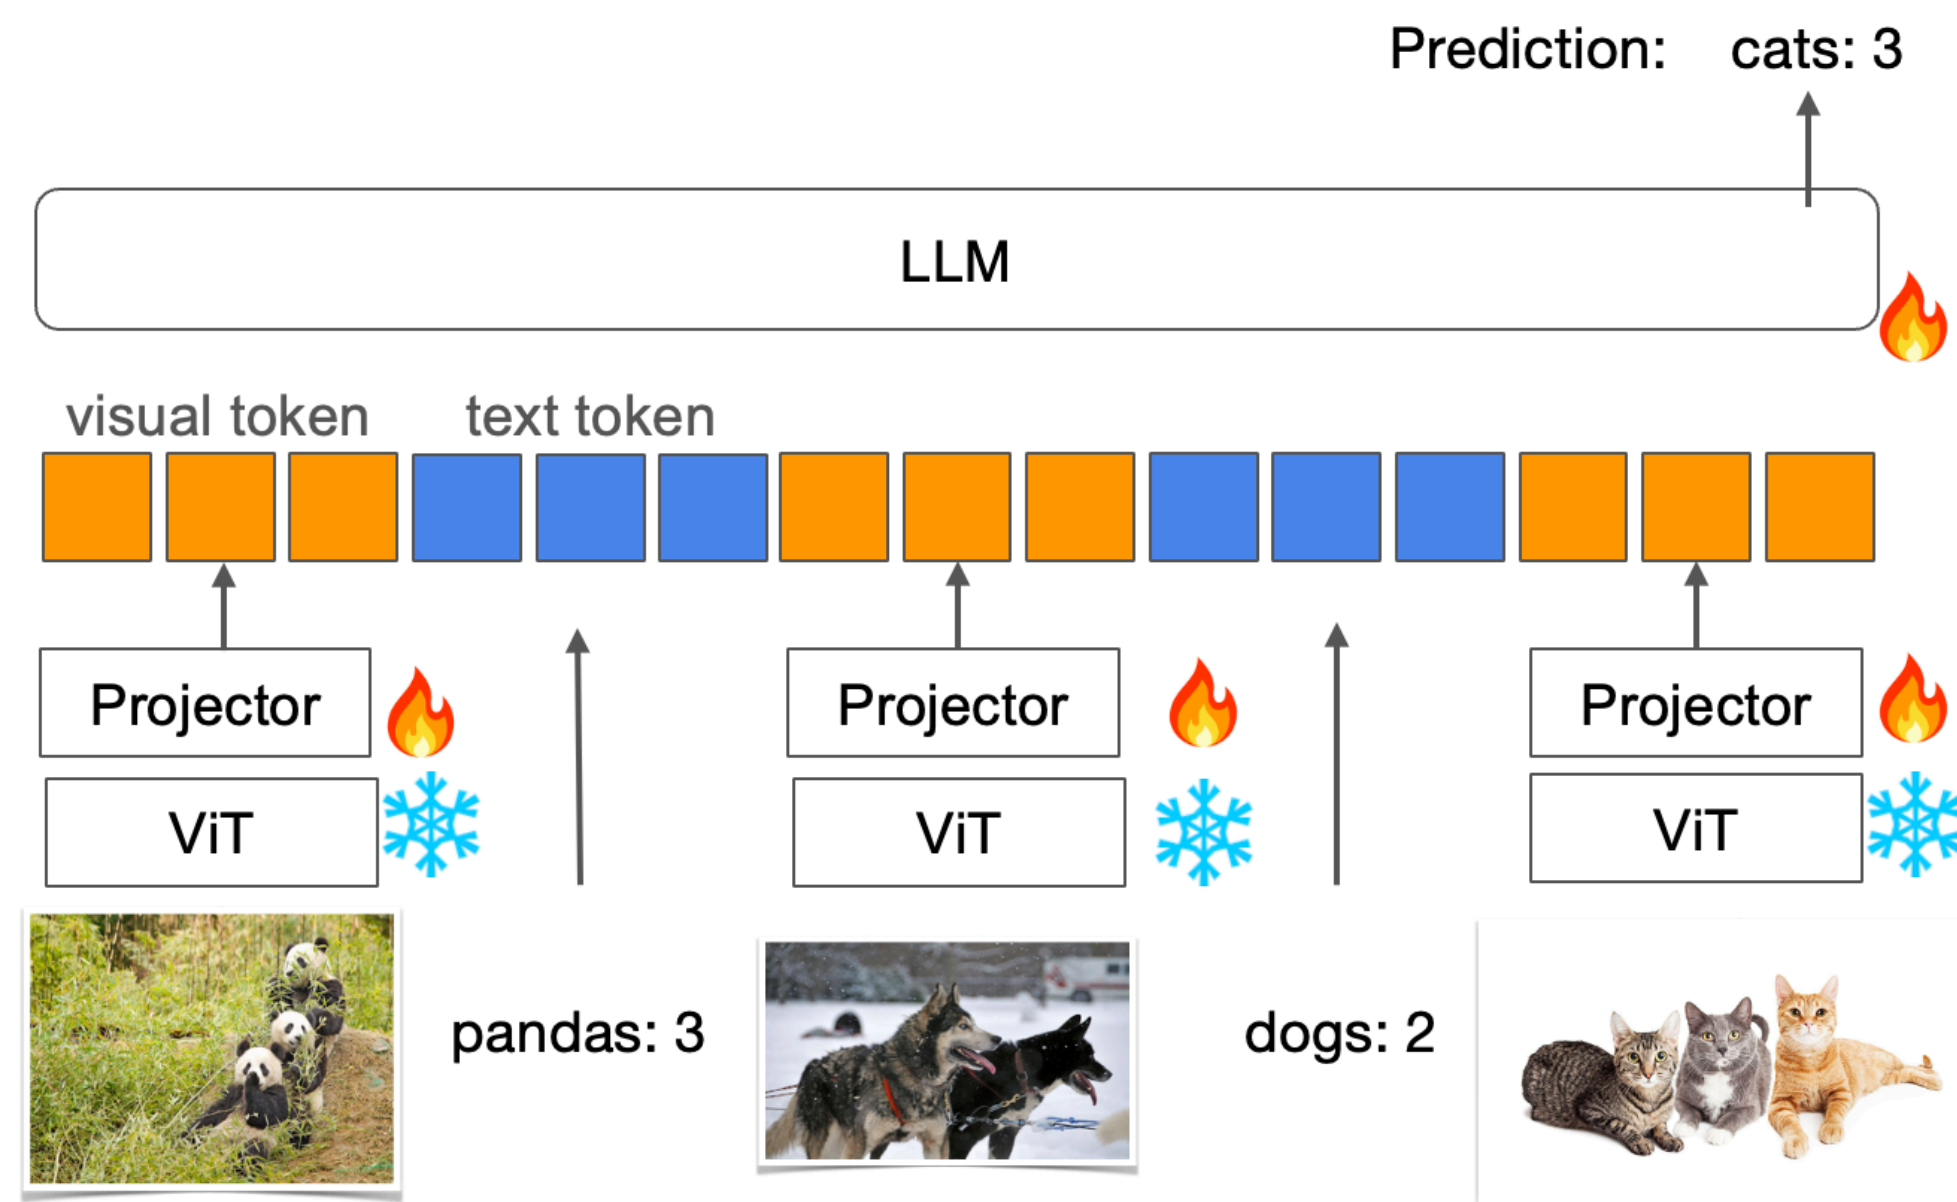 Prediction: cats: 3
LLM
visual token text token
Projector Projector Projector
ViT ViT ViT
pandas: 3 dogs: 2